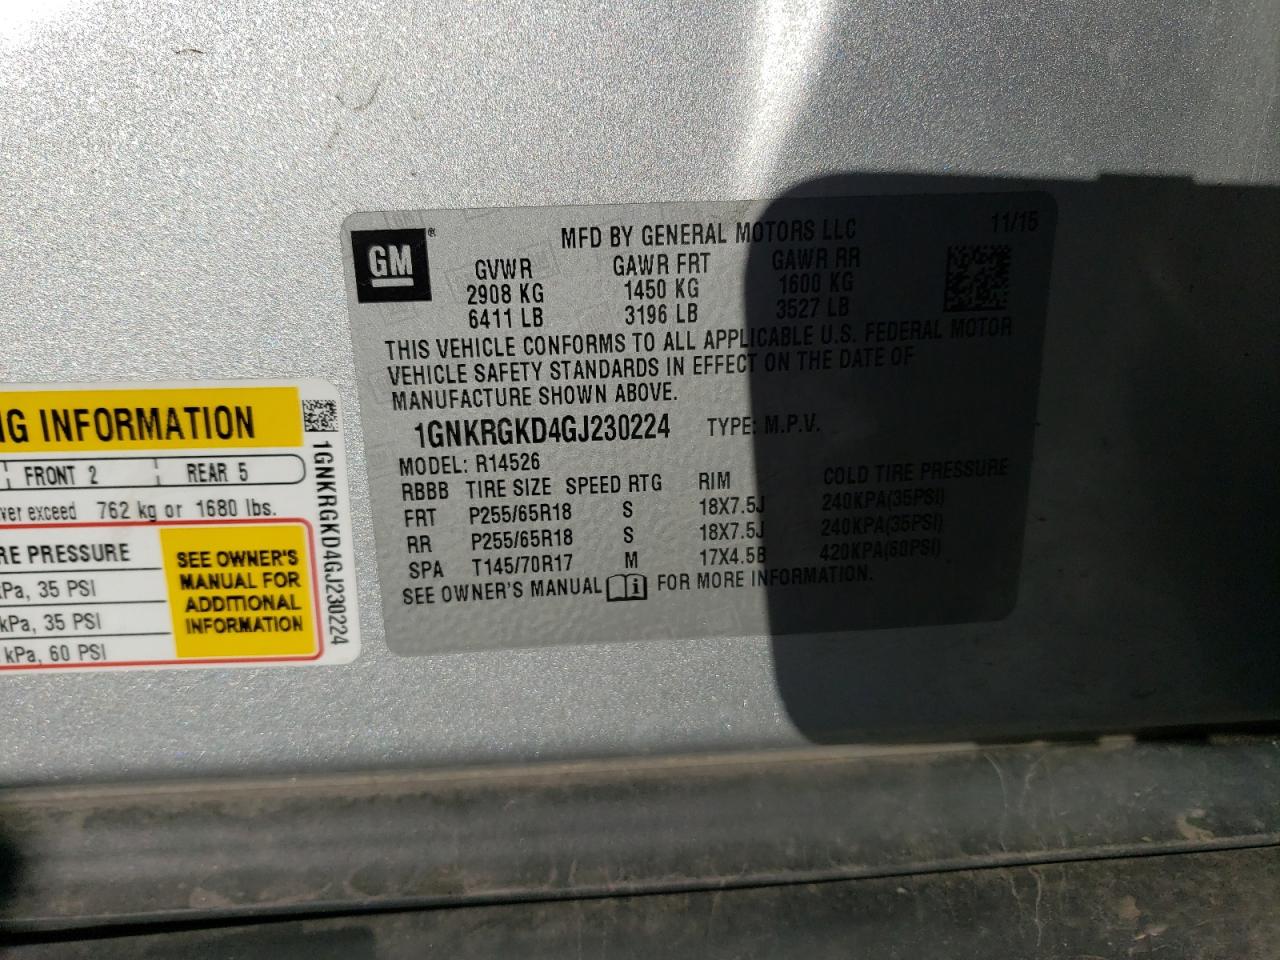 GM®
MFD BY GENERAL MOTORS LLC 11/15
GVWR GAWR FRT GAWR RR
2908 KG 1450 KG 1600 KG
6411 LB 3196 LB 3527 LB
THIS VEHICLE CONFORMS TO ALL APPLICABLE U.S. FEDERAL MOTOR
VEHICLE SAFETY STANDARDS IN EFFECT ON THE DATE OF
MANUFACTURE SHOWN ABOVE.
1GNKRGKD4GJ230224 TYPE: M.P.V.
MODEL: R14526
RBBB TIRE SIZE SPEED RTG RIM COLD TIRE PRESSURE
FRT P255/65R18 S 18X7.5J 240KPA(35PSI)
RR P255/65R18 S 18X7.5J 240KPA(35PSI)
SPA T145/70R17 M 17X4.5B 420KPA(60PSI)
SEE OWNER'S MANUAL FOR MORE INFORMATION.
NG INFORMATION
FRONT 2 REAR 5
ver exceed 762 kg or 1680 lbs.
RE PRESSURE
kPa, 35 PSI
kPa, 35 PSI
kPa, 60 PSI
SEE OWNER'S
MANUAL FOR
ADDITIONAL
INFORMATION
1GNKRGKD4GJ230224